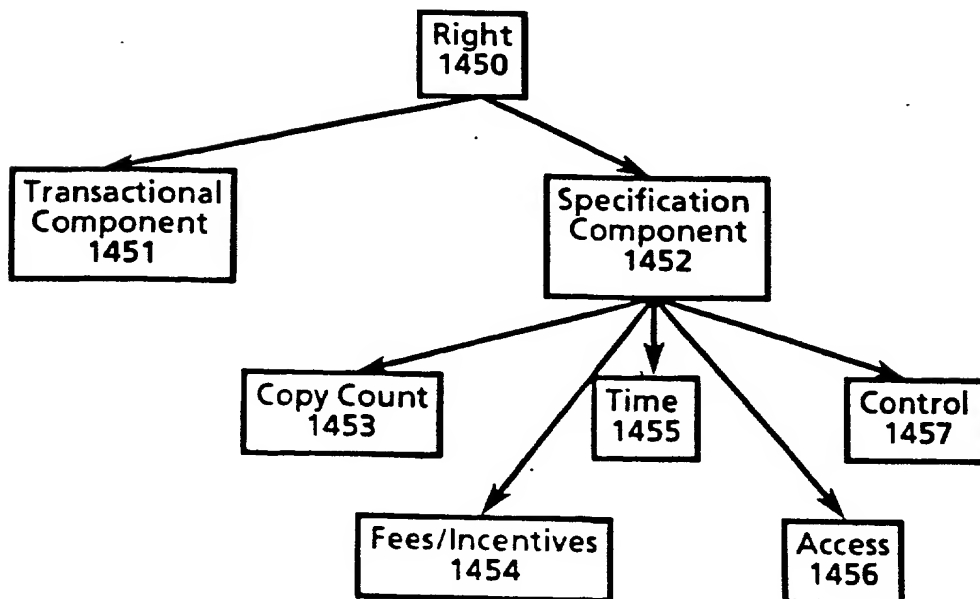 Right
1450
Transactional
Component
1451
Specification
Component
1452
Copy Count
1453
Time
1455
Control
1457
Fees/Incentives
1454
Access
1456